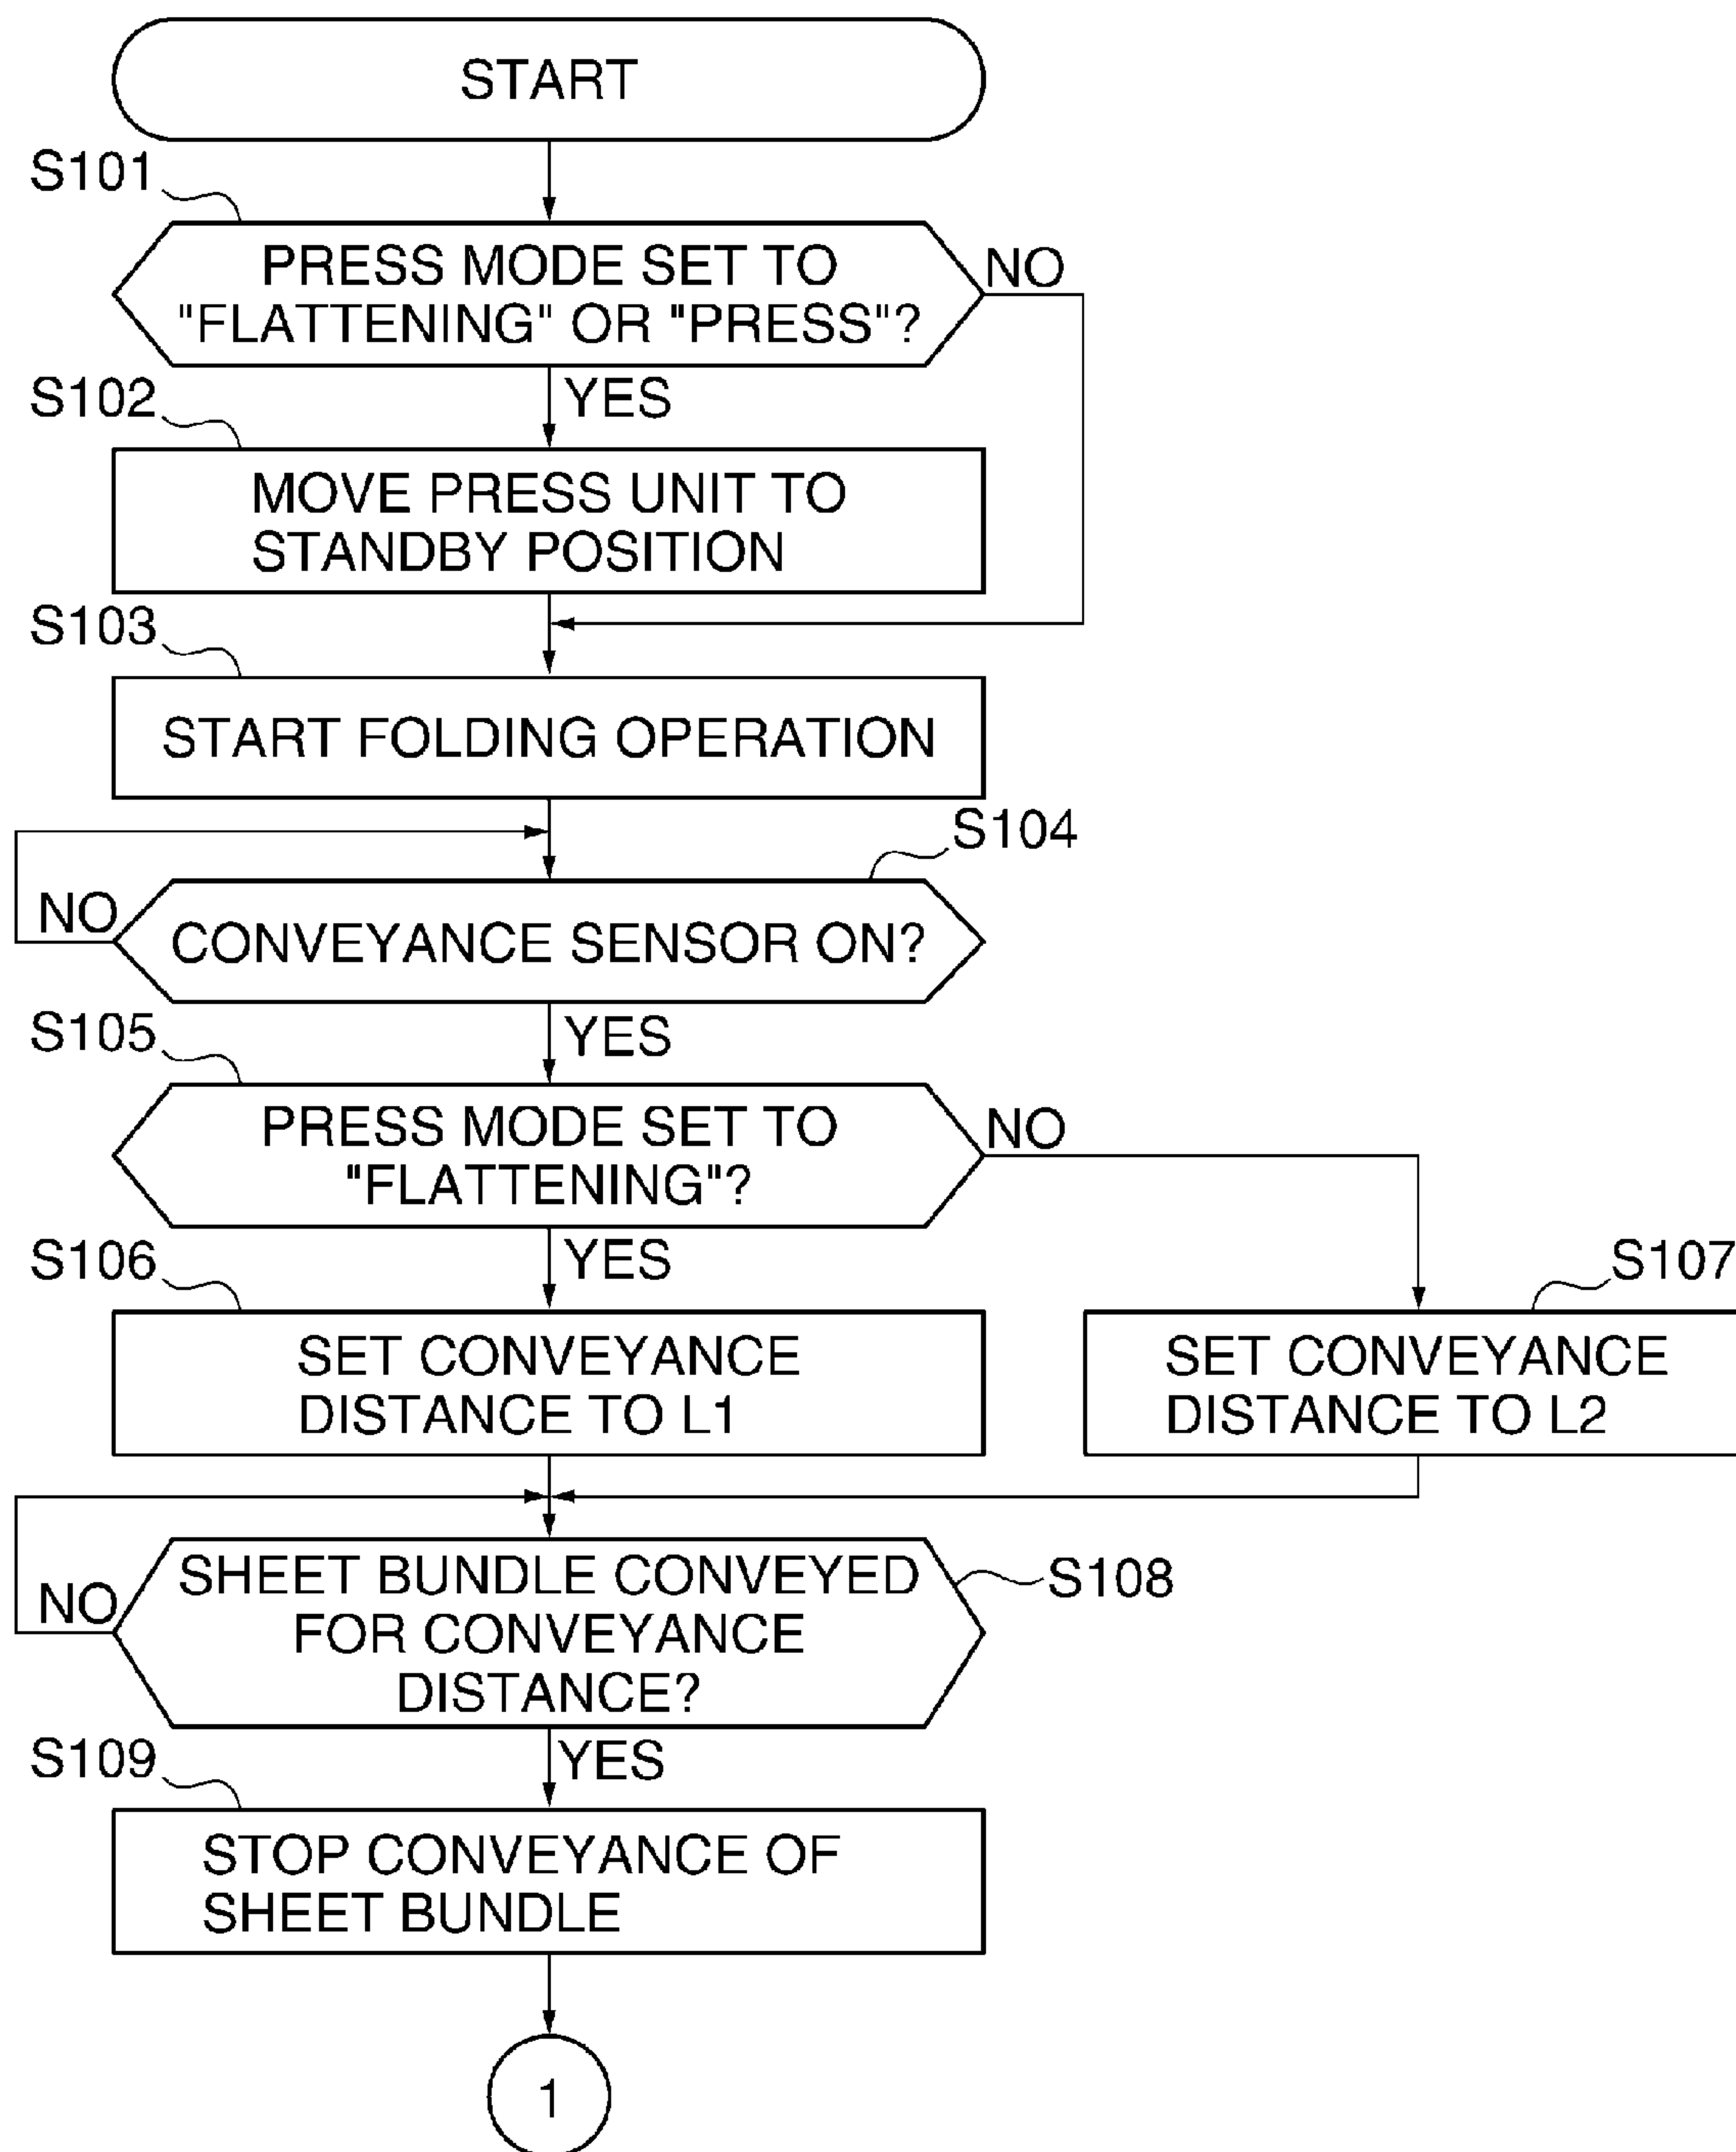 START
S101
PRESS MODE SET TO
"FLATTENING" OR "PRESS"?
NO
YES
S102
MOVE PRESS UNIT TO
STANDBY POSITION
S103
START FOLDING OPERATION
S104
CONVEYANCE SENSOR ON?
NO
YES
S105
PRESS MODE SET TO
"FLATTENING"?
NO
YES
S106
SET CONVEYANCE
DISTANCE TO L1
S107
SET CONVEYANCE
DISTANCE TO L2
SHEET BUNDLE CONVEYED
FOR CONVEYANCE
DISTANCE?
S108
NO
YES
S109
STOP CONVEYANCE OF
SHEET BUNDLE
1